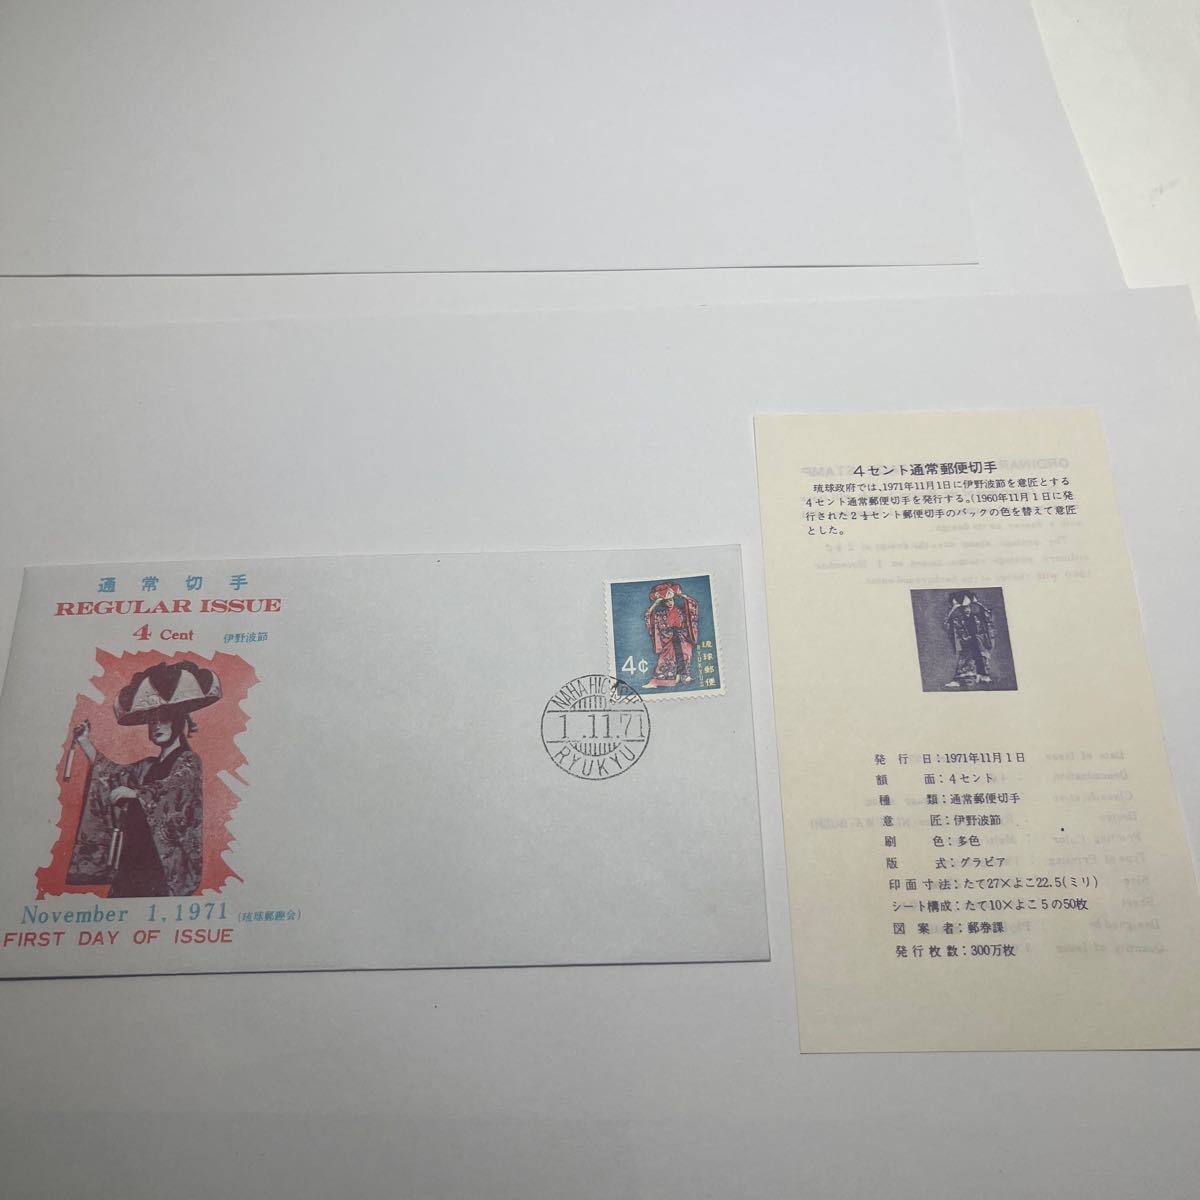 通常切手
REGULAR ISSUE
4 Cent 伊野波節
November 1, 1971 (琉球郵趣会)
FIRST DAY OF ISSUE
4¢
琉球郵便
RYUKYUS
NAHAHIGASHI
1.11.71
RYUKYU
4セント通常郵便切手
琉球政府では、1971年11月1日に伊野波節を意匠とする
4セント通常郵便切手を発行する。(1960年11月1日に発
行された2½セント郵便切手のバックの色を替えて意匠
とした。
発行日:1971年11月1日
額面:4セント
種類:通常郵便切手
意匠:伊野波節
刷色:多色
版式:グラビア
印面寸法:たて27×よこ22.5(ミリ)
シート構成:たて10×よこ5の50枚
図案者:郵券課
発行枚数:300万枚